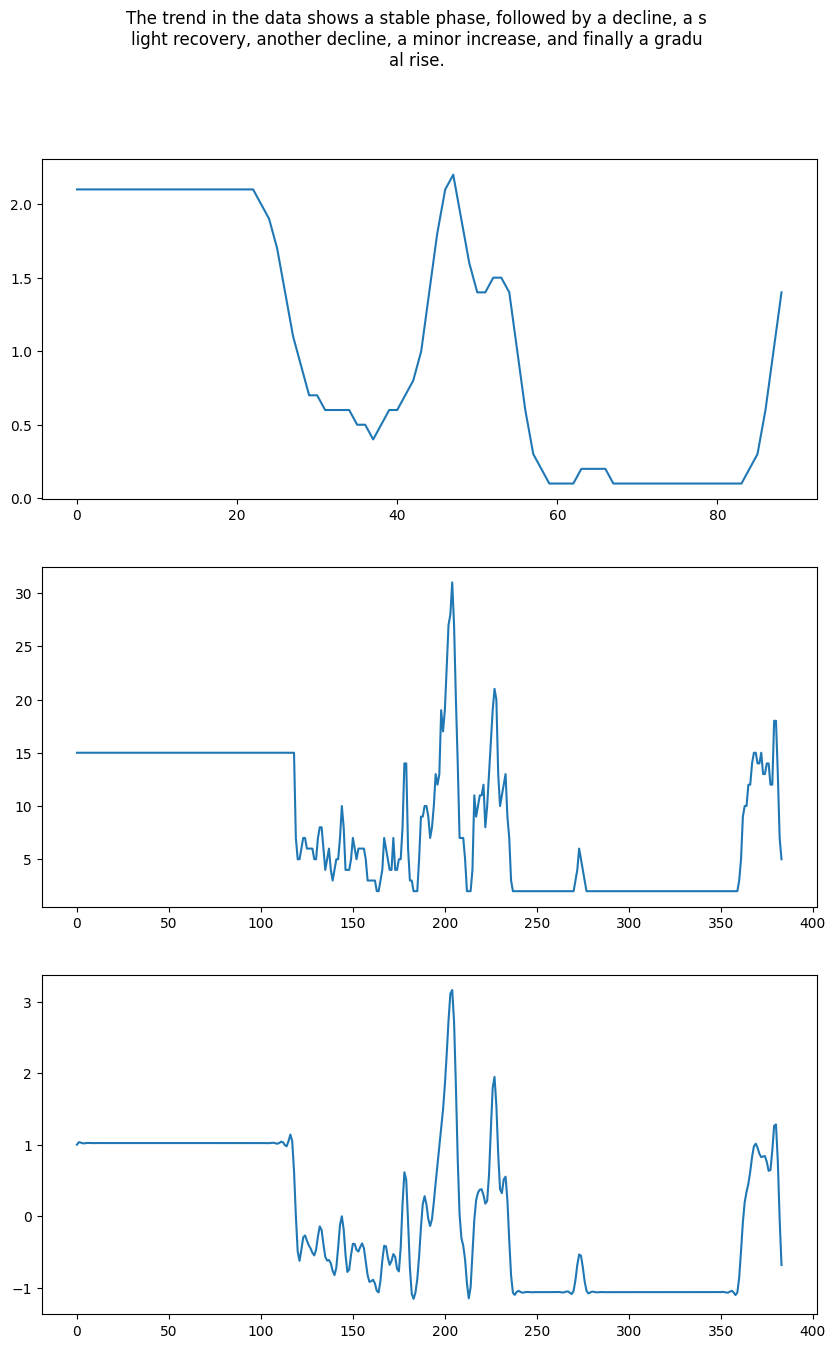 The trend in the data shows a stable phase, followed by a decline, a s
light recovery, another decline, a minor increase, and finally a gradu
al rise.
2.0
1.5
1.0
0.5
0.0
0 20 40 60 80
30
25
20
15
10
5
0 50 100 150 200 250 300 350 400
3
2
1
0
−1
0 50 100 150 200 250 300 350 400